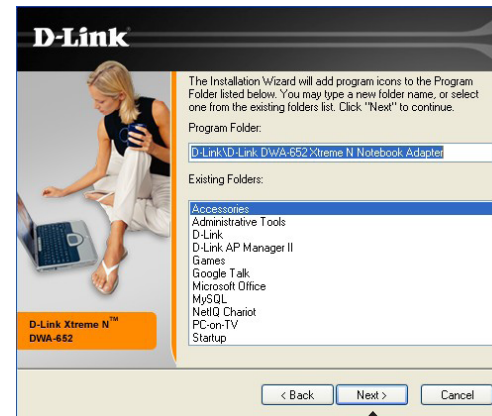 D-Link
The Installation Wizard will add program icons to the Program
Folder listed below. You may type a new folder name, or select
one from the existing folders list. Click "Next" to continue.
Program Folder:
D-Link\D-Link DWA-652 Xtreme N Notebook Adapter
Existing Folders:
Accessories
Administrative Tools
D-Link
D-Link AP Manager II
Games
Google Talk
Microsoft Office
MySQL
NetIQ Chariot
PC-on-TV
Startup
D-Link Xtreme N™
DWA-652
< Back
Next >
Cancel